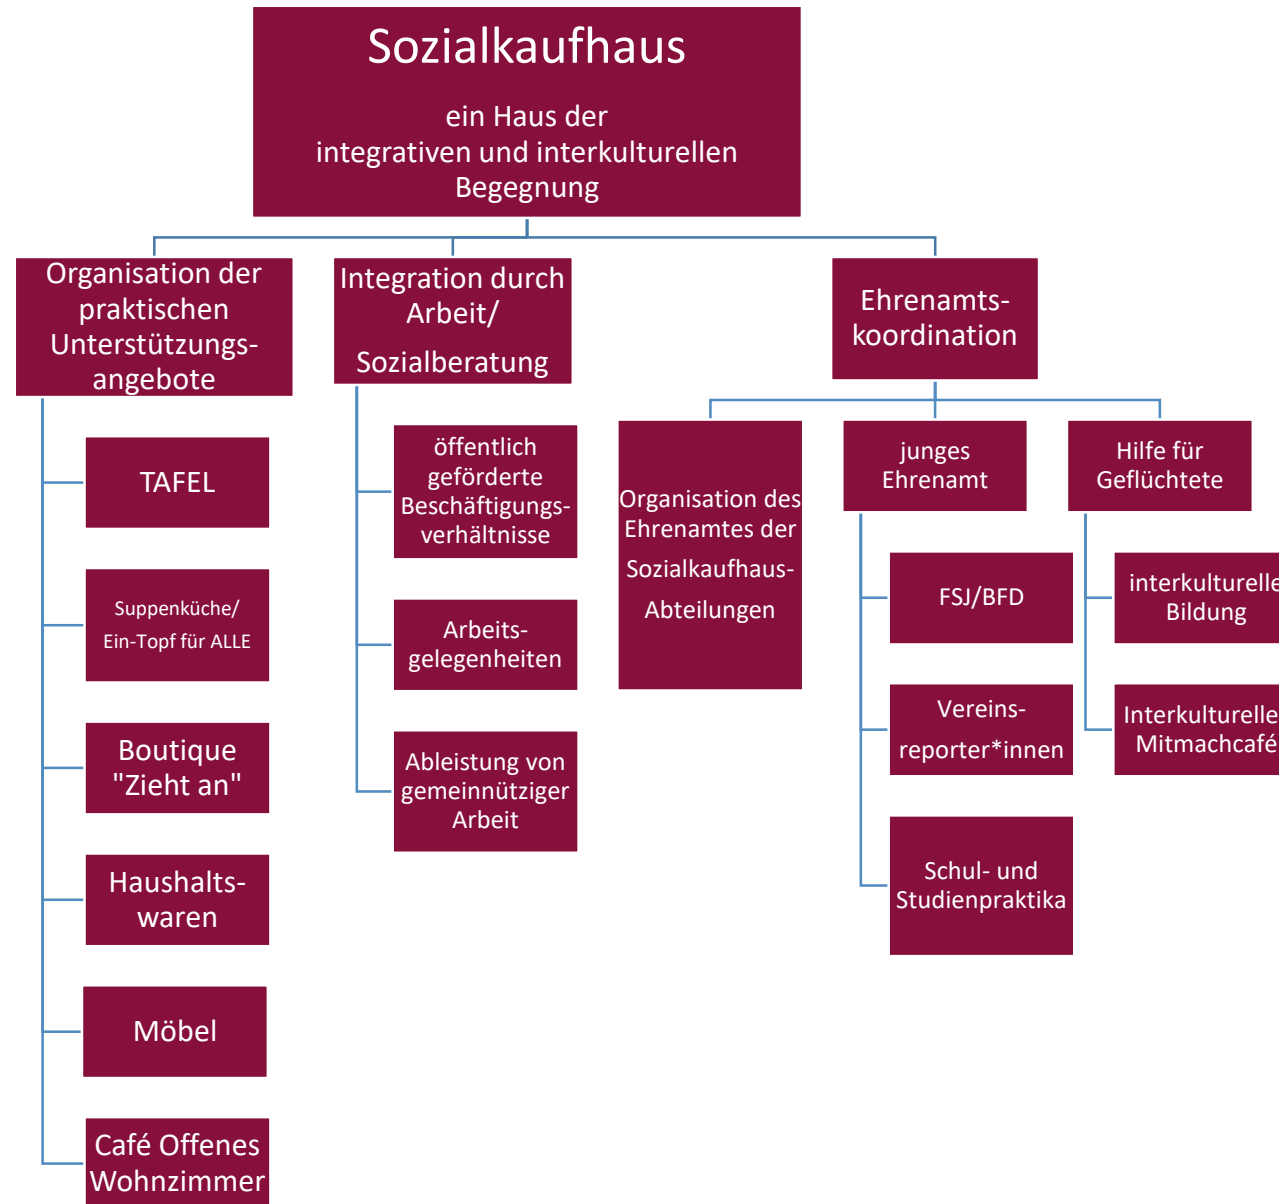 Sozialkaufhaus
ein Haus der
integrativen und interkulturellen
Begegnung
Organisation der
praktischen
Unterstützungs-
angebote
TAFEL
Suppenküche/
Ein-Topf für ALLE
Boutique
"Zieht an"
Haushalts-
waren
Möbel
Café Offenes
Wohnzimmer
Integration durch
Arbeit/
Sozialberatung
öffentlich
geförderte
Beschäftigungs-
verhältnisse
Arbeits-
gelegenheiten
Ableistung von
gemeinnütziger
Arbeit
Ehrenamts-
koordination
Organisation des
Ehrenamtes der
Sozialkaufhaus-
Abteilungen
junges
Ehrenamt
FSJ/BFD
Vereins-
reporter*innen
Schul- und
Studienpraktika
Hilfe für
Geflüchtete
interkulturelle
Bildung
Interkulturelle
Mitmachcafé